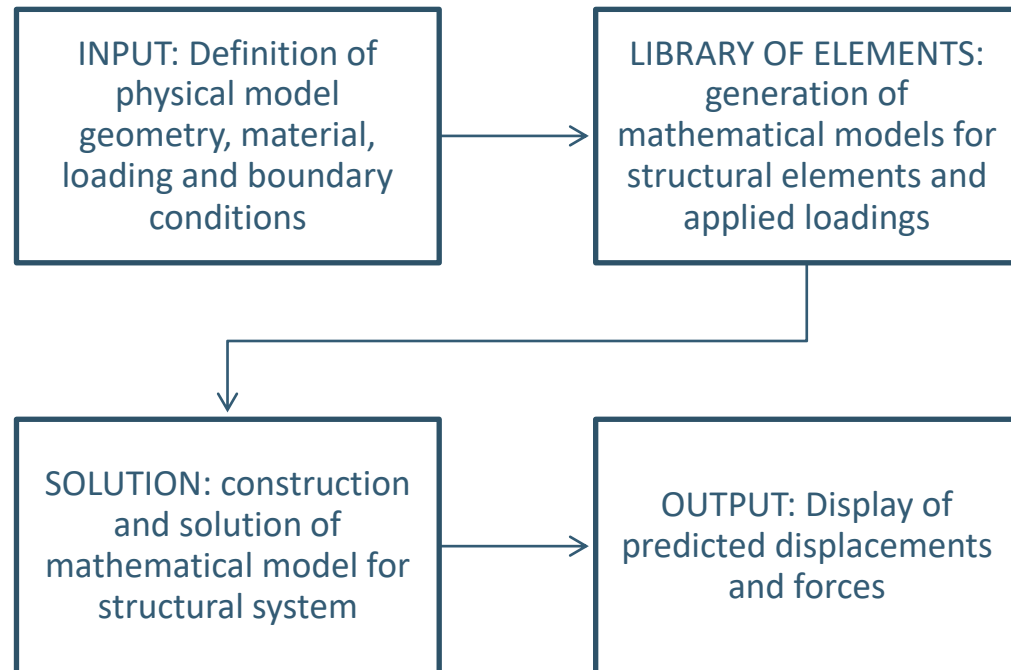 INPUT: Definition of
physical model
geometry, material,
loading and boundary
conditions
LIBRARY OF ELEMENTS:
generation of
mathematical models for
structural elements and
applied loadings
SOLUTION: construction
and solution of
mathematical model for
structural system
OUTPUT: Display of
predicted displacements
and forces